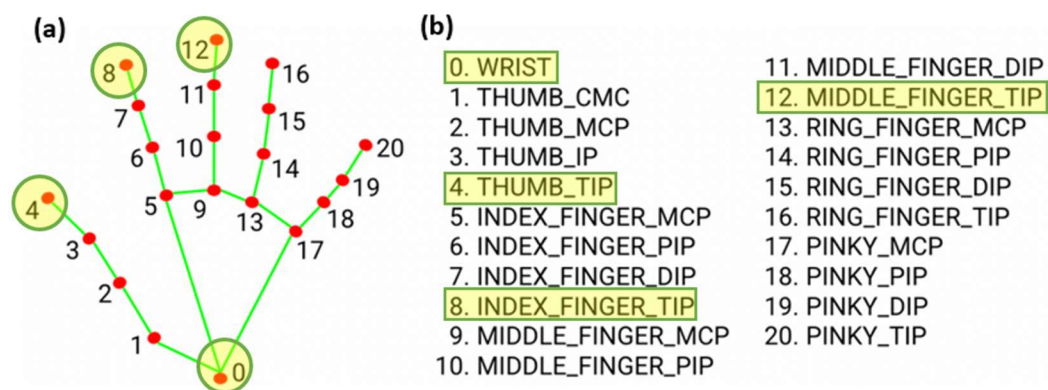 (a)
12
8
16
11
7
15
10
6
20
14
19
4
5
9
13
18
3
17
2
1
0
(b)
0. WRIST
1. THUMB_CMC
2. THUMB_MCP
3. THUMB_IP
4. THUMB_TIP
5. INDEX_FINGER_MCP
6. INDEX_FINGER_PIP
7. INDEX_FINGER_DIP
8. INDEX_FINGER_TIP
9. MIDDLE_FINGER_MCP
10. MIDDLE_FINGER_PIP
11. MIDDLE_FINGER_DIP
12. MIDDLE_FINGER_TIP
13. RING_FINGER_MCP
14. RING_FINGER_PIP
15. RING_FINGER_DIP
16. RING_FINGER_TIP
17. PINKY_MCP
18. PINKY_PIP
19. PINKY_DIP
20. PINKY_TIP